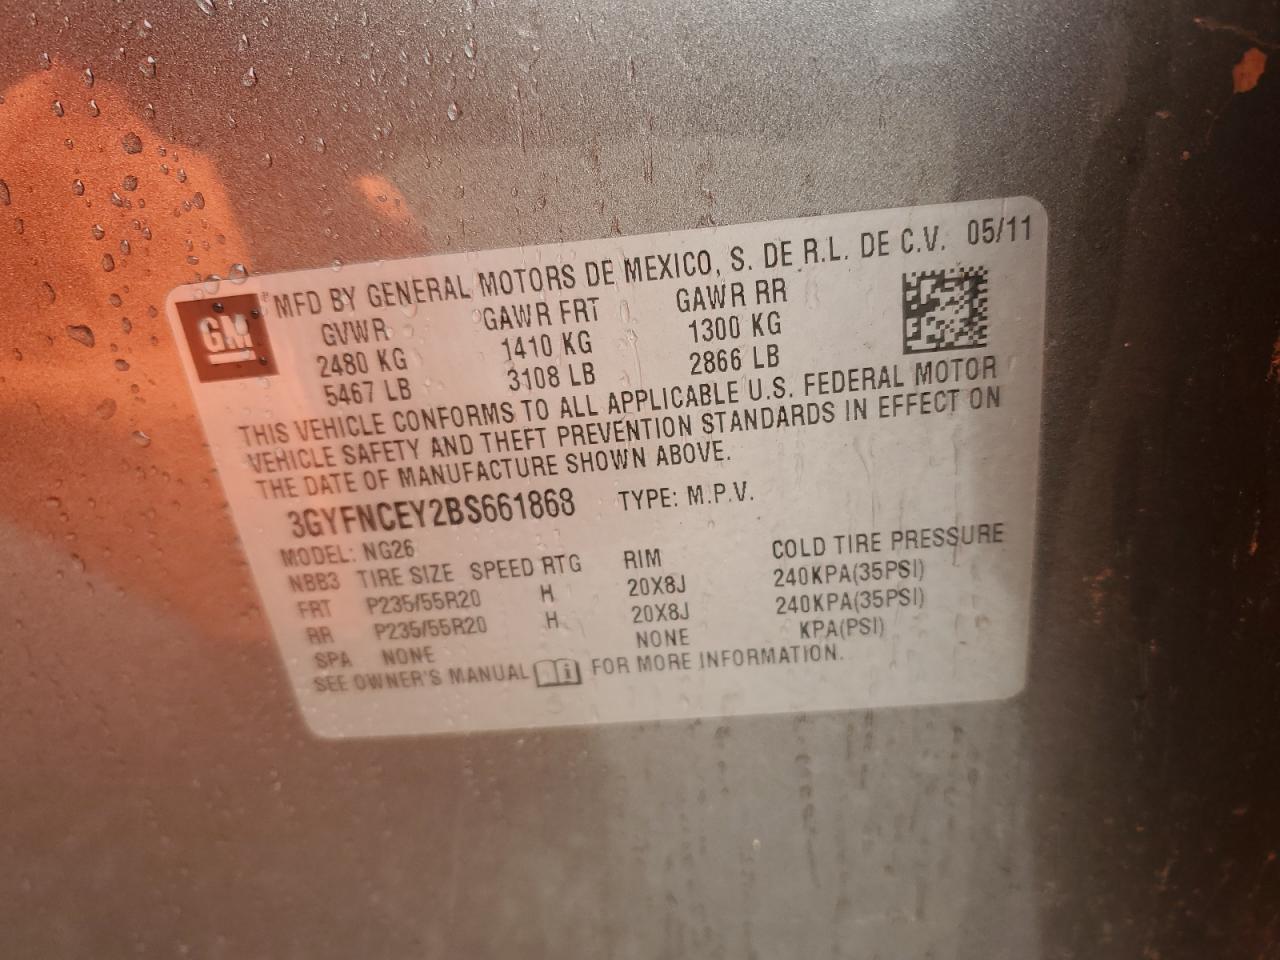 GM ® MFD BY GENERAL MOTORS DE MEXICO, S. DE R.L. DE C.V. 05/11
GVWR GAWR FRT GAWR RR
2480 KG 1410 KG 1300 KG
5467 LB 3108 LB 2866 LB
THIS VEHICLE CONFORMS TO ALL APPLICABLE U.S. FEDERAL MOTOR
VEHICLE SAFETY AND THEFT PREVENTION STANDARDS IN EFFECT ON
THE DATE OF MANUFACTURE SHOWN ABOVE.
3GYFNCEY2BS661868 TYPE: M.P.V.
MODEL: NG26
NBB3 TIRE SIZE SPEED RTG RIM COLD TIRE PRESSURE
FRT P235/55R20 H 20X8J 240KPA(35PSI)
RR P235/55R20 H 20X8J 240KPA(35PSI)
SPA NONE NONE KPA(PSI)
SEE OWNER'S MANUAL FOR MORE INFORMATION.